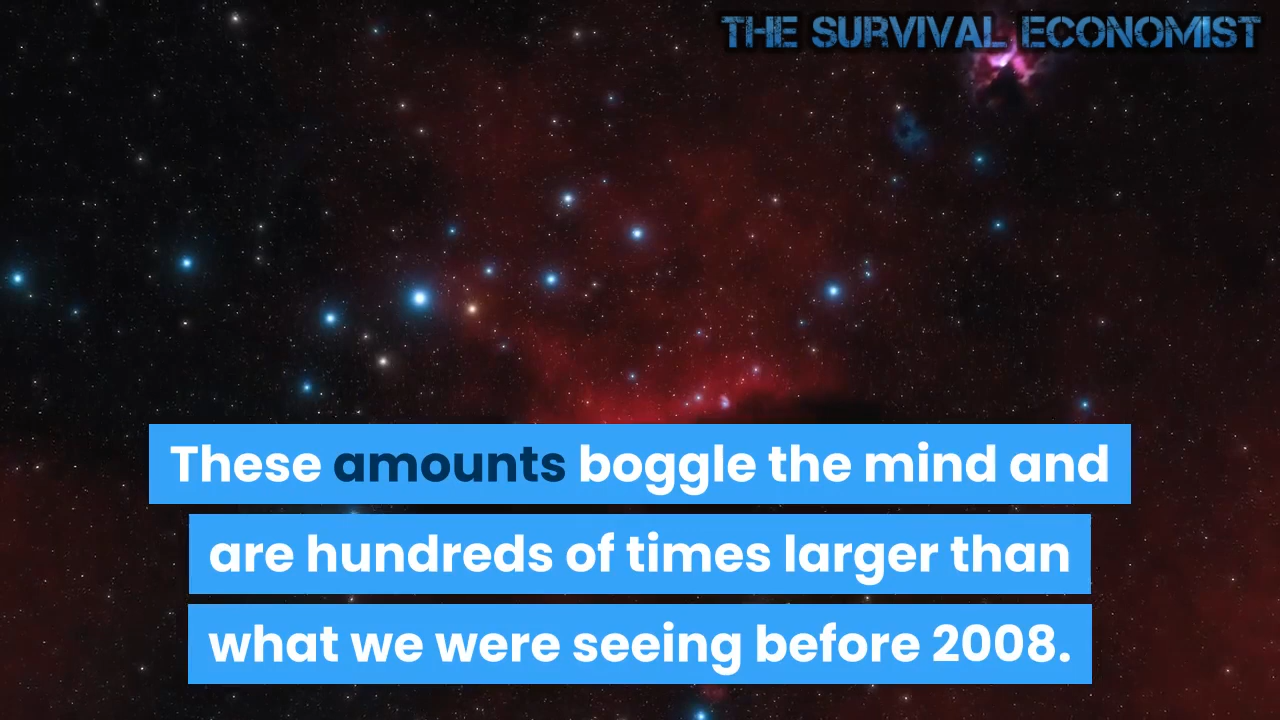 THE SURVIVAL ECONOMIST
These amounts boggle the mind and
are hundreds of times larger than
what we were seeing before 2008.